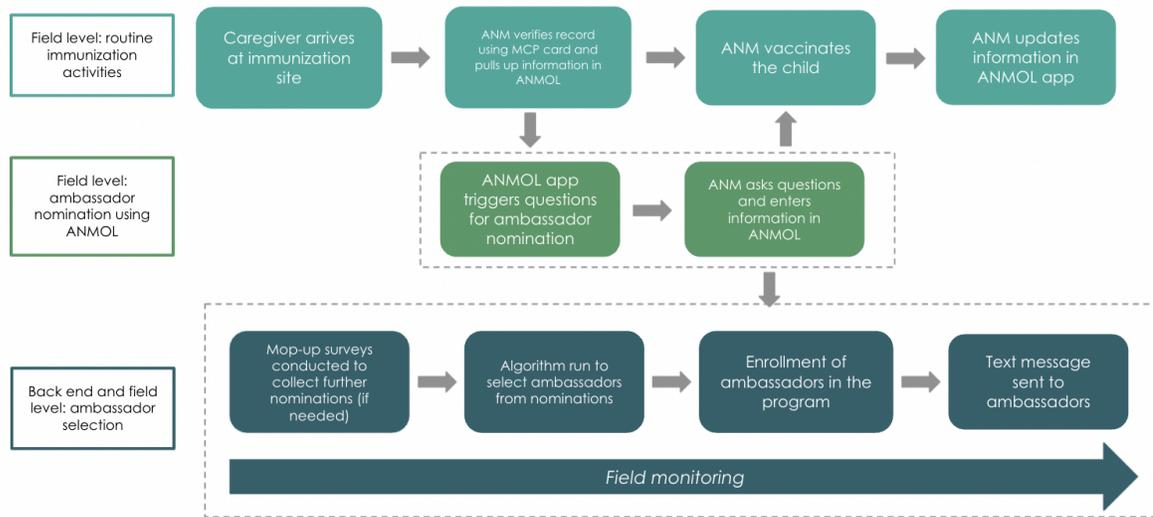 Field level: routine
immunization
activities
Caregiver arrives
at immunization
site
ANM verifies record
using MCP card and
pulls up information in
ANMOL
ANM vaccinates
the child
ANM updates
information in
ANMOL app
Field level:
ambassador
nomination using
ANMOL
ANMOL app
triggers questions
for ambassador
nomination
ANM asks questions
and enters
information in
ANMOL
Back end and field
level: ambassador
selection
Mop-up surveys
conducted to
collect further
nominations (if
needed)
Algorithm run to
select ambassadors
from nominations
Enrollment of
ambassadors in the
program
Text message
sent to
ambassadors
Field monitoring